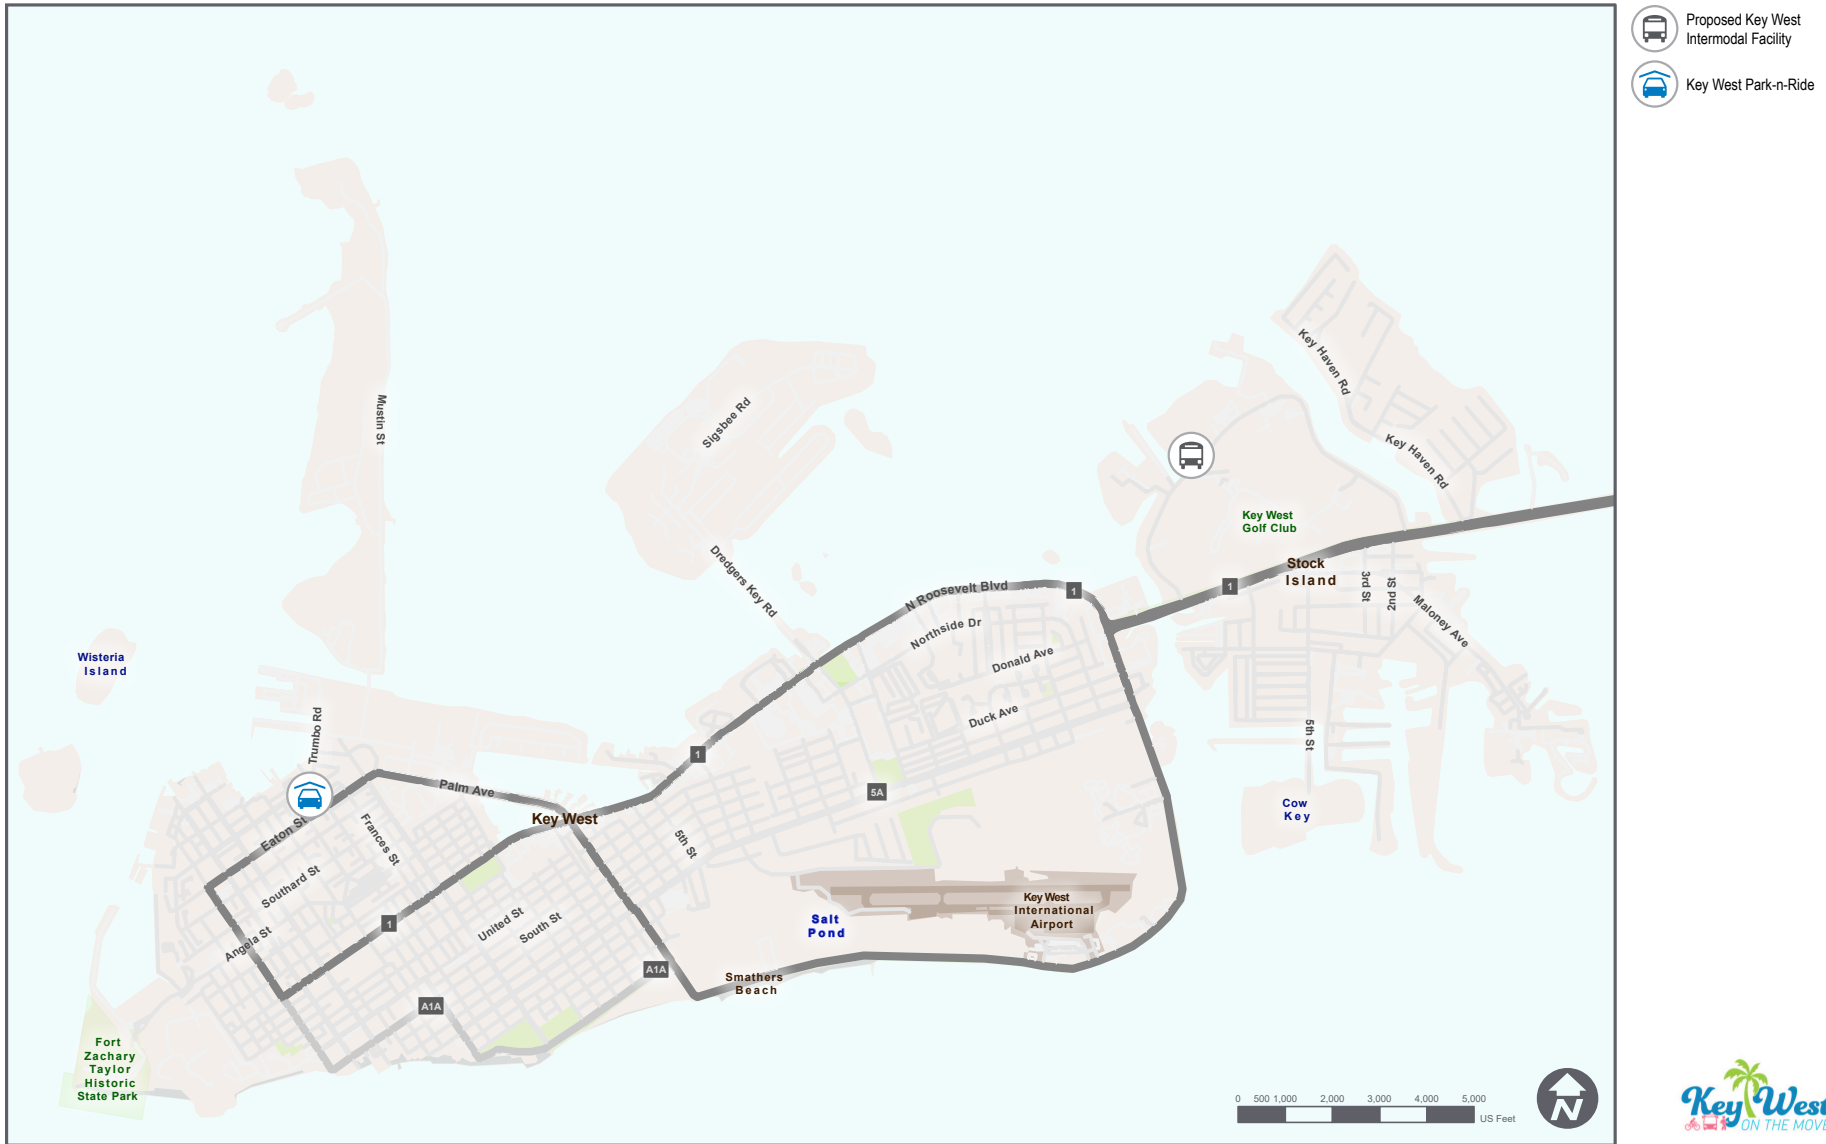 Proposed Key West
Intermodal Facility
Key West Park-n-Ride
Mustin St
Sigsbee Rd
Key Haven Rd
Key Haven Rd
Key West
Golf Club
Stock
Island
1
1
3rd St
2nd St
Maloney Ave
Dredgers Key Rd
N Roosevelt Blvd
Northside Dr
Donald Ave
Duck Ave
Wisteria
Island
Trumbo Rd
1
5th St
5A
Palm Ave
Key West
Cow
Key
Eaton St
Frances St
5th St
Southard St
Key West
International
Airport
1
United St
South St
Salt
Pond
Angela St
A1A
Smathers
Beach
A1A
Fort
Zachary
Taylor
Historic
State Park
0 500 1,000 2,000 3,000 4,000 5,000
US Feet
N
Key West
ON THE MOVE